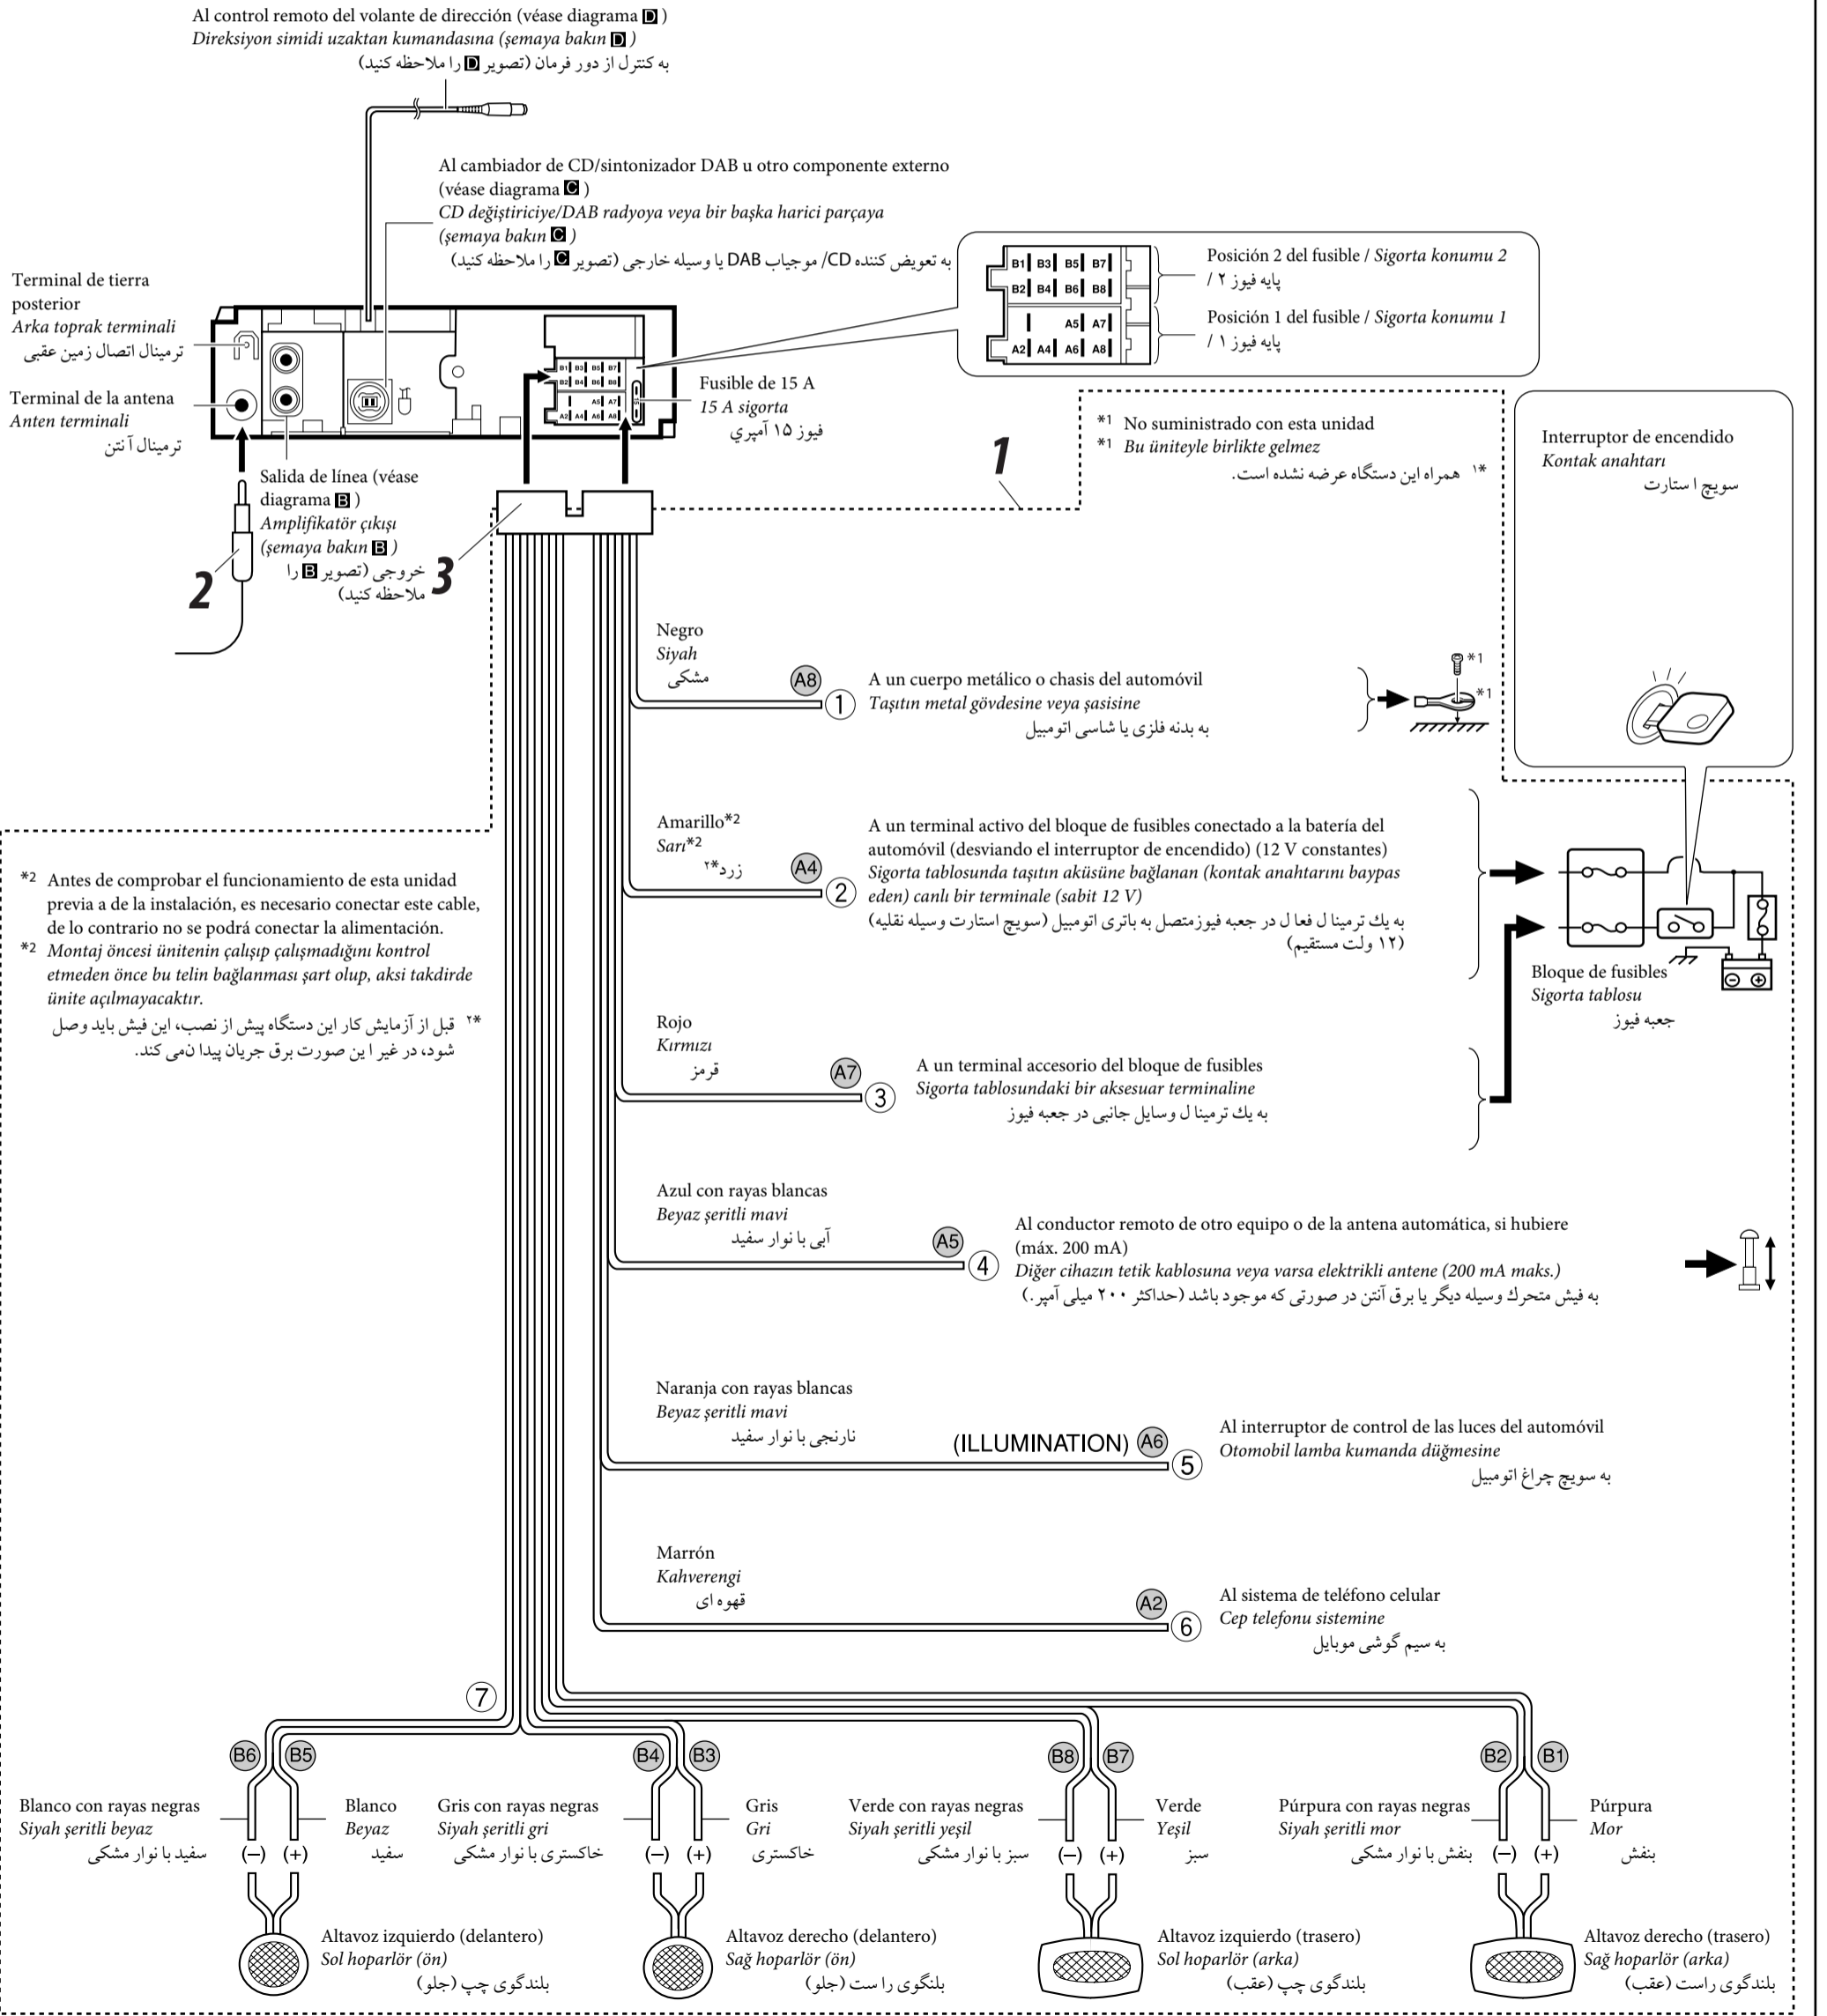 Al control remoto del volante de dirección (véase diagrama D )
Direksiyon simidi uzaktan kumandasına (şemaya bakın D )
به کنترل از دور فرمان (تصویر D را ملاحظه کنید)
Al cambiador de CD/sintonizador DAB u otro componente externo
(véase diagrama C )
CD değiştiriciye/DAB radyoya veya bir başka harici parçaya
(şemaya bakın C )
به تعویض کننده CD/ موجیاب DAB یا وسیله خارجی (تصویر C را ملاحظه کنید)
B1 B3 B5 B7
B2 B4 B6 B8
A5 A7
A2 A4 A6 A8
Posición 2 del fusible / Sigorta konumu 2
/ پایه فیوز ۲
Posición 1 del fusible / Sigorta konumu 1
/ پایه فیوز ۱
Terminal de tierra
posterior
Arka toprak terminali
ترمینال اتصال زمین عقبی
Terminal de la antena
Anten terminali
ترمینال آنتن
B1 B3 B5 B7
B2 B4 B6 B8
A5 A7
A2 A4 A6 A8
Fusible de 15 A
15 A sigorta
فیوز ۱۵ آمپري
1
*1 No suministrado con esta unidad
*1 Bu üniteyle birlikte gelmez
*۱ همراه این دستگاه عرضه نشده است.
Interruptor de encendido
Kontak anahtarı
سویچ ا ستارت
Salida de línea (véase
diagrama B )
Amplifikatör çıkışı
(şemaya bakın B )
خروجی (تصویر B را
ملاحظه کنید)
2
3
Negro
Siyah
مشکی
A8
1
A un cuerpo metálico o chasis del automóvil
Taşıtın metal gövdesine veya şasisine
به بدنه فلزی یا شاسی اتومبیل
*1
*1
Amarillo*2
Sarı*2
زرد*۲
A4
2
A un terminal activo del bloque de fusibles conectado a la batería del
automóvil (desviando el interruptor de encendido) (12 V constantes)
Sigorta tablosunda taşıtın aküsüne bağlanan (kontak anahtarını baypas
eden) canlı bir terminale (sabit 12 V)
به یك ترمینا ل فعا ل در جعبه فیوزمتصل به باتری اتومبیل (سویچ استارت وسیله نقلیه)
(۱۲ ولت مستقیم)
Bloque de fusibles
Sigorta tablosu
جعبه فیوز
*2 Antes de comprobar el funcionamiento de esta unidad
previa a de la instalación, es necesario conectar este cable,
de lo contrario no se podrá conectar la alimentación.
*2 Montaj öncesi ünitenin çalışıp çalışmadığını kontrol
etmeden önce bu telin bağlanması şart olup, aksi takdirde
ünite açılmayacaktır.
*۲ قبل از آزمایش کار این دستگاه پیش از نصب، این فیش باید وصل
شود، در غیر ا ین صورت برق جریان پیدا نمی کند.
Rojo
Kırmızı
قرمز
A7
3
A un terminal accesorio del bloque de fusibles
Sigorta tablosundaki bir aksesuar terminaline
به یك ترمینا ل وسایل جانبی در جعبه فیوز
Azul con rayas blancas
Beyaz şeritli mavi
آبی با نوار سفید
A5
4
Al conductor remoto de otro equipo o de la antena automática, si hubiere
(máx. 200 mA)
Diğer cihazın tetik kablosuna veya varsa elektrikli antene (200 mA maks.)
به فیش متحرك وسیله دیگر یا برق آنتن در صورتی که موجود باشد (حداکثر ۲۰۰ میلی آمپر.)
Naranja con rayas blancas
Beyaz şeritli mavi
نارنجی با نوار سفید
(ILLUMINATION) A6
5
Al interruptor de control de las luces del automóvil
Otomobil lamba kumanda düğmesine
به سویچ چراغ اتومبیل
Marrón
Kahverengi
قهوه ای
A2
6
Al sistema de teléfono celular
Cep telefonu sistemine
به سیم گوشی موبایل
7
B6 B5 B4 B3 B8 B7 B2 B1
Blanco con rayas negras
Siyah şeritli beyaz
سفید با نوار مشکی
(−) (+)
Blanco
Beyaz
سفید
Gris con rayas negras
Siyah şeritli gri
خاکستری با نوار مشکی
(−) (+)
Gris
Gri
خاکستری
Verde con rayas negras
Siyah şeritli yeşil
سبز با نوار مشکی
(−) (+)
Verde
Yeşil
سبز
Púrpura con rayas negras
Siyah şeritli mor
بنفش با نوار مشکی
(−) (+)
Púrpura
Mor
بنفش
Altavoz izquierdo (delantero)
Sol hoparlör (ön)
بلندگوی چپ (جلو)
Altavoz derecho (delantero)
Sağ hoparlör (ön)
بلنگوی را ست (جلو)
Altavoz izquierdo (trasero)
Sol hoparlör (arka)
بلندگوی چپ (عقب)
Altavoz derecho (trasero)
Sağ hoparlör (arka)
بلندگوی راست (عقب)